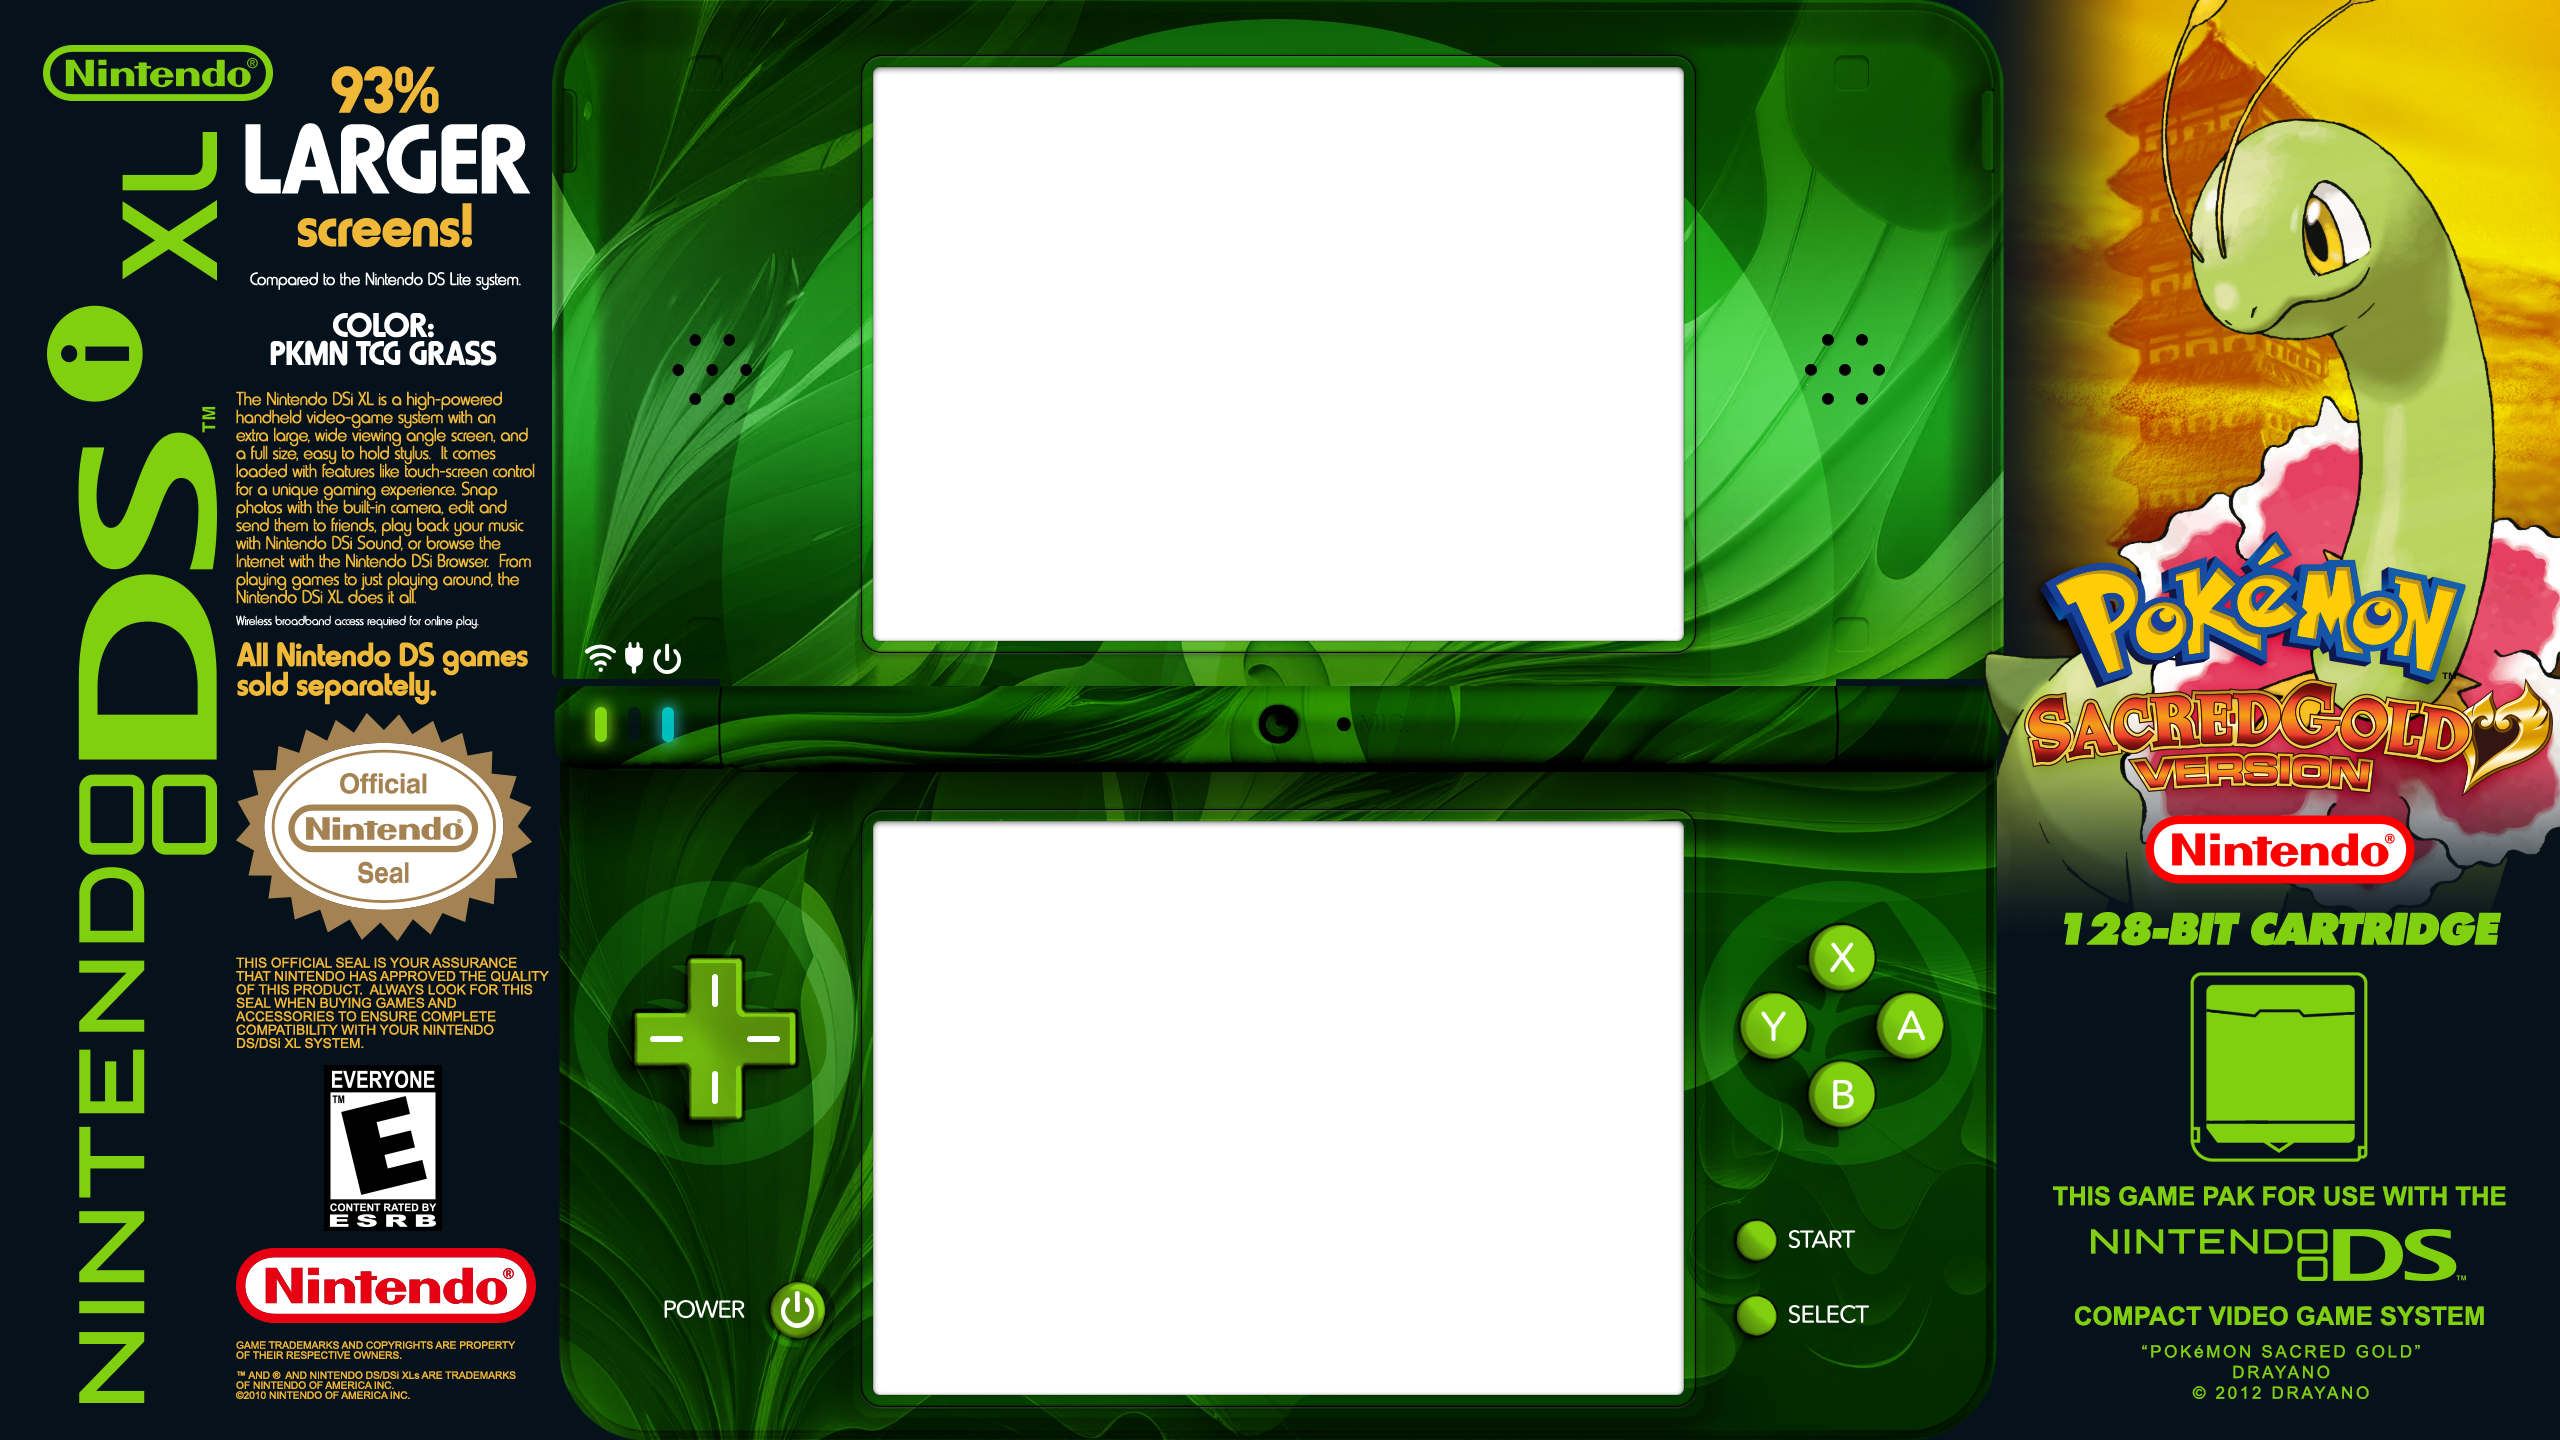 Nintendo®
NINTENDO DSi XL™
93%
LARGER
screens!
Compared to the Nintendo DS Lite system.
COLOR:
PKMN TCG GRASS
The Nintendo DSi XL is a high-powered
handheld video-game system with an
extra large, wide viewing angle screen, and
a full size, easy to hold stylus.  It comes
loaded with features like touch-screen control
for a unique gaming experience. Snap
photos with the built-in camera, edit and
send them to friends, play back your music
with Nintendo DSi Sound, or browse the
Internet with the Nintendo DSi Browser.  From
playing games to just playing around, the
Nintendo DSi XL does it all.
Wireless broadband access required for online play.
All Nintendo DS games
sold separately.
Official
Nintendo®
Seal
THIS OFFICIAL SEAL IS YOUR ASSURANCE
THAT NINTENDO HAS APPROVED THE QUALITY
OF THIS PRODUCT.  ALWAYS LOOK FOR THIS
SEAL WHEN BUYING GAMES AND
ACCESSORIES TO ENSURE COMPLETE
COMPATIBILITY WITH YOUR NINTENDO
DS/DSi XL SYSTEM.
EVERYONE
™
E
CONTENT RATED BY
ESRB
Nintendo®
GAME TRADEMARKS AND COPYRIGHTS ARE PROPERTY
OF THEIR RESPECTIVE OWNERS.
™ AND ® AND NINTENDO DS/DSi XLs ARE TRADEMARKS
OF NINTENDO OF AMERICA INC.
©2010 NINTENDO OF AMERICA INC.
MIC.
X
Y
A
B
START
SELECT
POWER
POKéMON™
SACREDGOLD
VERSION
Nintendo®
128-BIT CARTRIDGE
THIS GAME PAK FOR USE WITH THE
NINTENDO DS™
COMPACT VIDEO GAME SYSTEM
“POKéMON SACRED GOLD”
DRAYANO
© 2012 DRAYANO